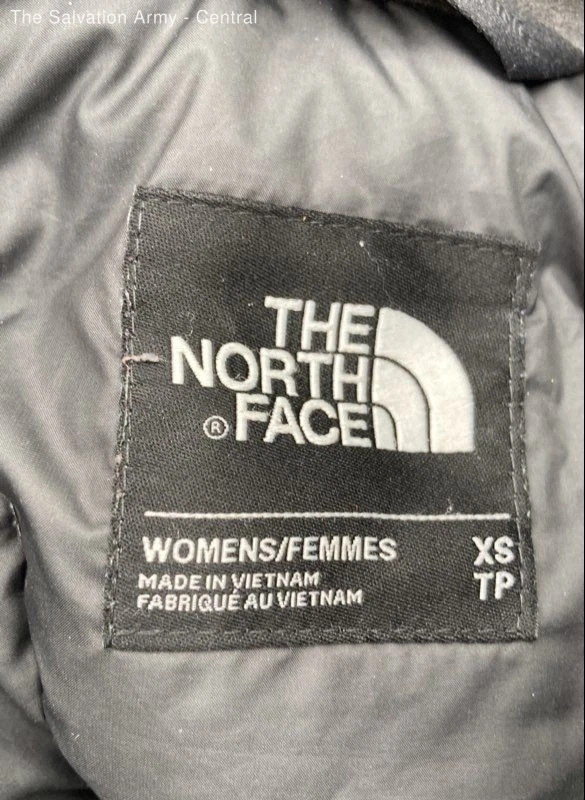 The Salvation Army - Central
THE
NORTH
® FACE
WOMENS/FEMMES XS
MADE IN VIETNAM TP
FABRIQUÉ AU VIETNAM